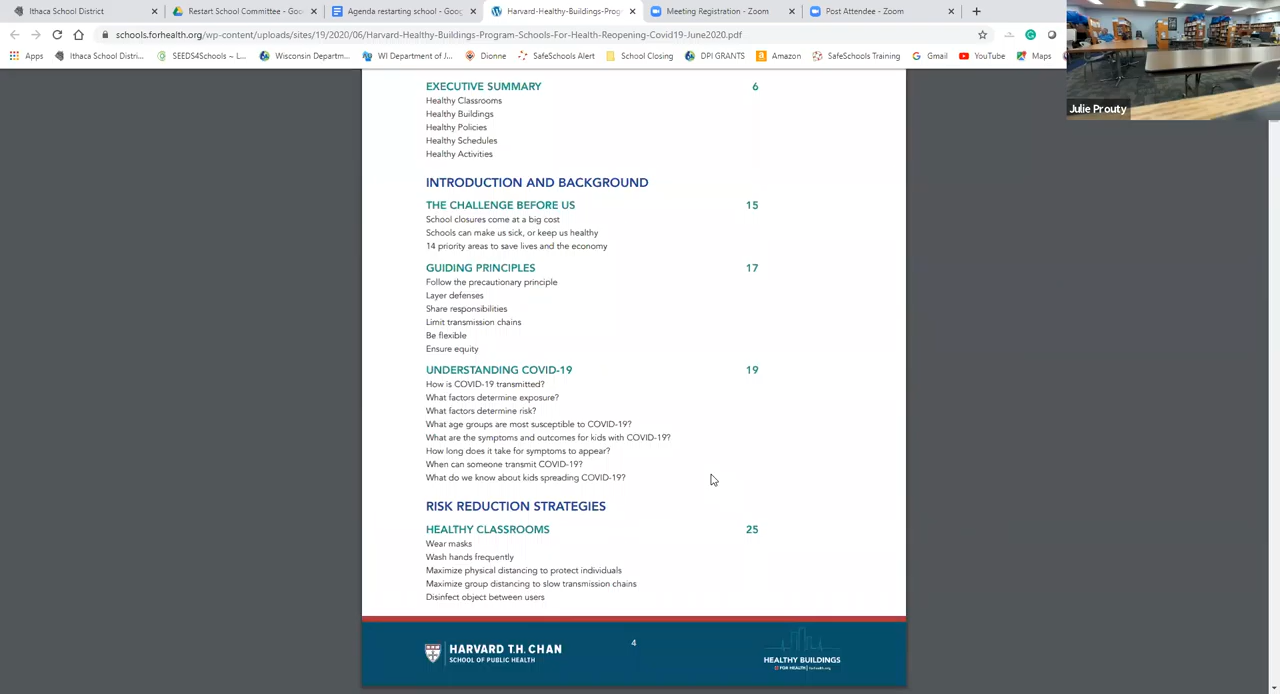 Ithaca School District
Restart School Committee - Goo
Agenda restarting school - Goog
Harvard-Healthy-Buildings-Prog
Meeting Registration - Zoom
Post Attendee - Zoom
schools.forhealth.org/wp-content/uploads/sites/19/2020/06/Harvard-Healthy-Buildings-Program-Schools-For-Health-Reopening-Covid19-June2020.pdf
Apps
Ithaca School Distri...
SEEDS4Schools ~ L...
Wisconsin Departm...
WI Department of J...
Dionne
SafeSchools Alert
School Closing
DPI GRANTS
Amazon
SafeSchools Training
Gmail
YouTube
Maps
Julie Prouty
EXECUTIVE SUMMARY 6
Healthy Classrooms
Healthy Buildings
Healthy Policies
Healthy Schedules
Healthy Activities
INTRODUCTION AND BACKGROUND
THE CHALLENGE BEFORE US 15
School closures come at a big cost
Schools can make us sick, or keep us healthy
14 priority areas to save lives and the economy
GUIDING PRINCIPLES 17
Follow the precautionary principle
Layer defenses
Share responsibilities
Limit transmission chains
Be flexible
Ensure equity
UNDERSTANDING COVID-19 19
How is COVID-19 transmitted?
What factors determine exposure?
What factors determine risk?
What age groups are most susceptible to COVID-19?
What are the symptoms and outcomes for kids with COVID-19?
How long does it take for symptoms to appear?
When can someone transmit COVID-19?
What do we know about kids spreading COVID-19?
RISK REDUCTION STRATEGIES
HEALTHY CLASSROOMS 25
Wear masks
Wash hands frequently
Maximize physical distancing to protect individuals
Maximize group distancing to slow transmission chains
Disinfect object between users
HARVARD T.H. CHAN
SCHOOL OF PUBLIC HEALTH
4
HEALTHY BUILDINGS
FOR HEALTH | forhealth.org